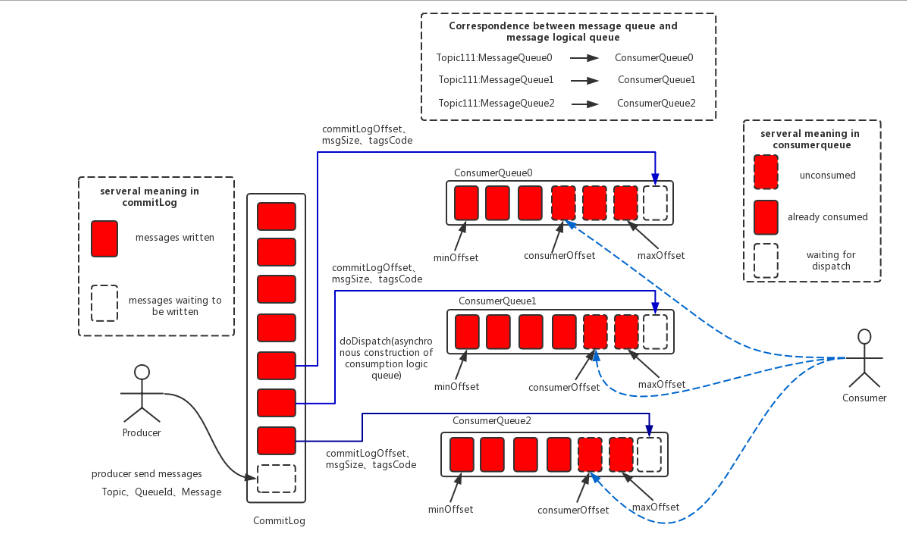 Correspondence between message queue and
message logical queue
Topic111:MessageQueue0
ConsumerQueue0
Topic111:MessageQueue1
ConsumerQueue1
Topic111:MessageQueue2
ConsumerQueue2
serveral meaning in
commitLog
messages written
messages waiting to
be written
Producer
producer send messages
Topic、QueueId、Message
CommitLog
commitLogOffset、
msgSize、tagsCode
ConsumerQueue0
minOffset
consumerOffset
maxOffset
commitLogOffset、
msgSize、tagsCode
doDispatch(asynchro
nous construction of
consumption logic
queue)
ConsumerQueue1
minOffset
consumerOffset
maxOffset
commitLogOffset、
msgSize、tagsCode
ConsumerQueue2
minOffset
consumerOffset
maxOffset
serveral meaning in
consumerqueue
unconsumed
already consumed
waiting for
dispatch
Consumer